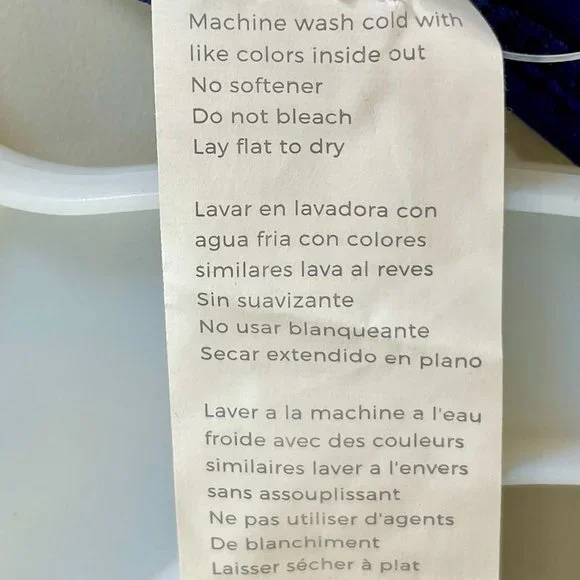 Machine wash cold with
like colors inside out
No softener
Do not bleach
Lay flat to dry
Lavar en lavadora con
agua fria con colores
similares lava al reves
Sin suavizante
No usar blanqueante
Secar extendido en plano
Laver a la machine a l'eau
froide avec des couleurs
similaires laver a l'envers
sans assouplissant
Ne pas utiliser d'agents
De blanchiment
Laisser sécher à plat